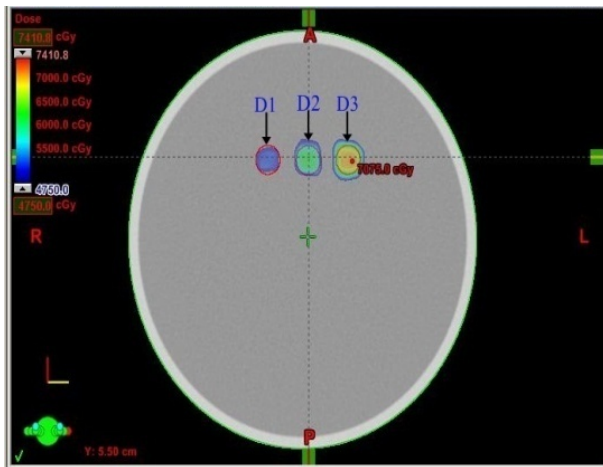 Dose
7410.8 cGy
7410.8
7000.0 cGy
6500.0 cGy
6000.0 cGy
5500.0 cGy
4750.0
4750.0 cGy
A
D1 D2 D3
7075.8 cGy
R
L
P
Y: 5.50 cm